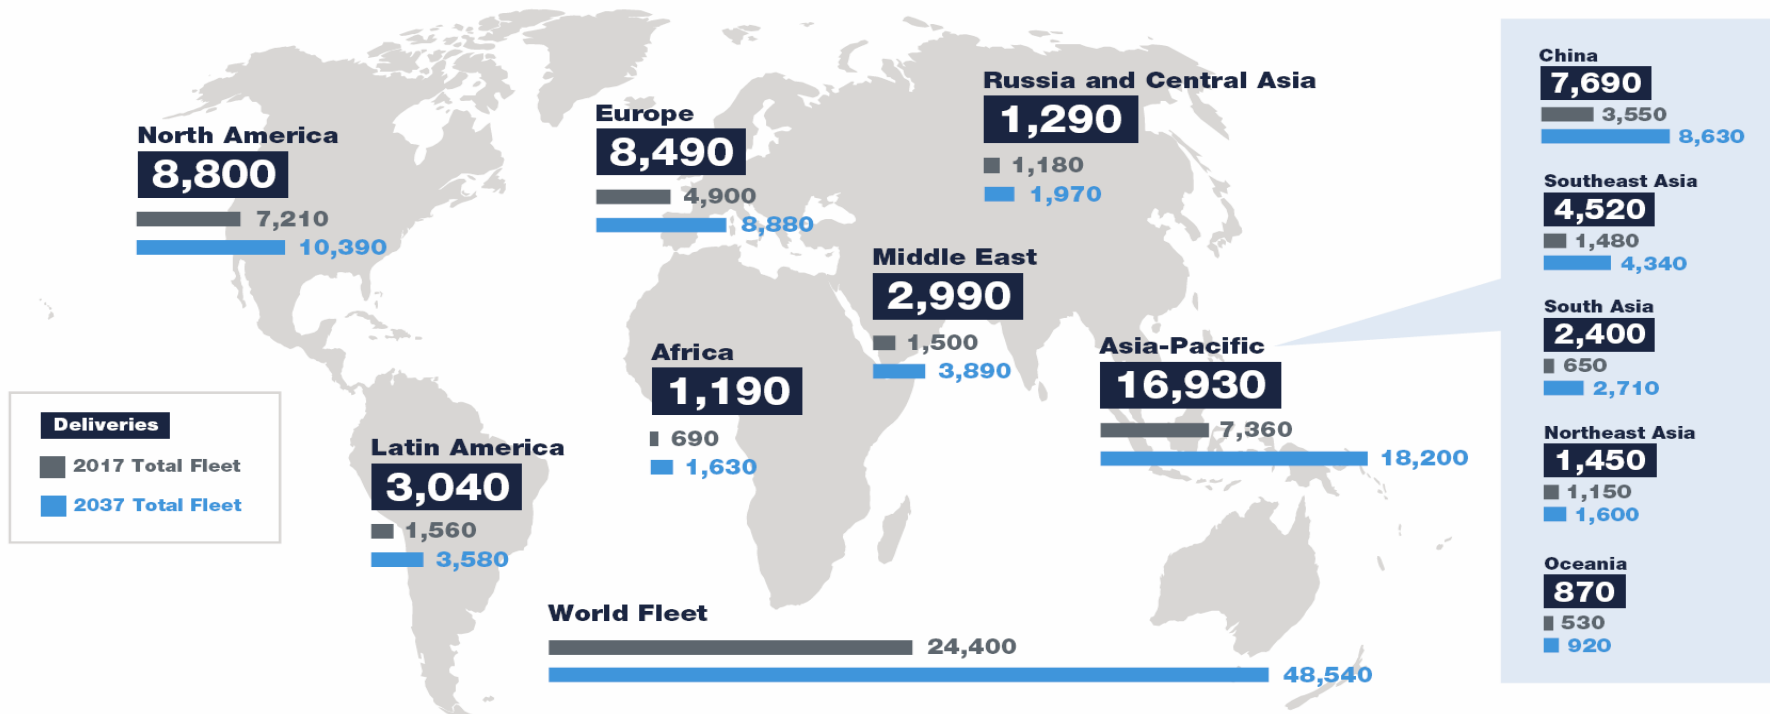 North America
8,800
7,210
10,390
Europe
8,490
4,900
8,880
Russia and Central Asia
1,290
1,180
1,970
Middle East
2,990
1,500
3,890
Africa
1,190
690
1,630
Asia-Pacific
16,930
7,360
18,200
Latin America
3,040
1,560
3,580
Deliveries
2017 Total Fleet
2037 Total Fleet
World Fleet
24,400
48,540
China
7,690
3,550
8,630
Southeast Asia
4,520
1,480
4,340
South Asia
2,400
650
2,710
Northeast Asia
1,450
1,150
1,600
Oceania
870
530
920